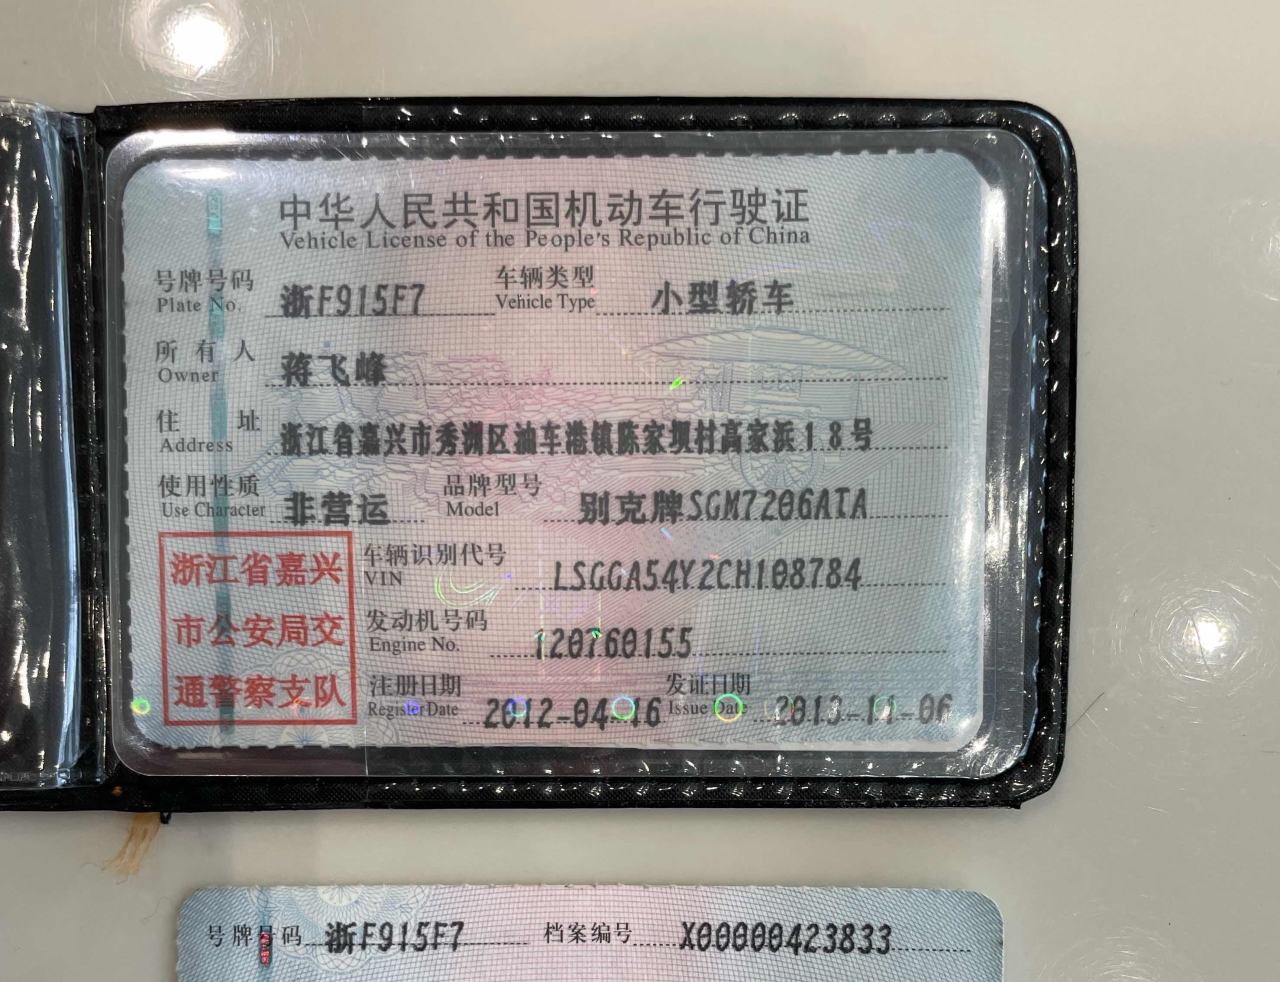 中华人民共和国机动车行驶证
Vehicle License of the People's Republic of China
号牌号码 浙F915F7 车辆类型 小型轿车
Plate No. Vehicle Type
所有人 蒋飞峰
Owner
住址 浙江省嘉兴市秀洲区油车港镇陈家坝村高家浜18号
Address
使用性质 非营运 品牌型号 别克牌SGM7206ATA
Use Character Model
浙江省嘉兴
市公安局交
通警察支队
车辆识别代号 LSGGA54Y2CH108784
VIN
发动机号码 120760155
Engine No.
注册日期 2012-04-16 发证日期 2013-11-06
Register Date Issue Date
号牌号码 浙F915F7 档案编号 X00000423833